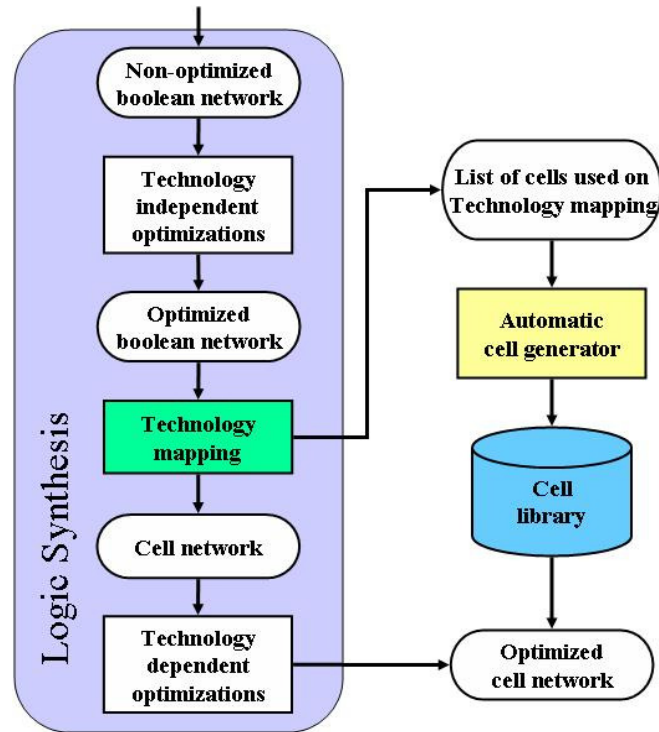 Non-optimized
boolean network
Technology
independent
optimizations
Optimized
boolean network
Technology
mapping
Cell network
Technology
dependent
optimizations
Logic Synthesis
List of cells used on
Technology mapping
Automatic
cell generator
Cell
library
Optimized
cell network